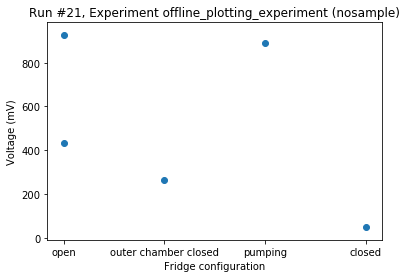 Run #21, Experiment offline_plotting_experiment (nosample)
Voltage (mV)
800
600
400
200
0
open outer chamber closed pumping closed
Fridge configuration